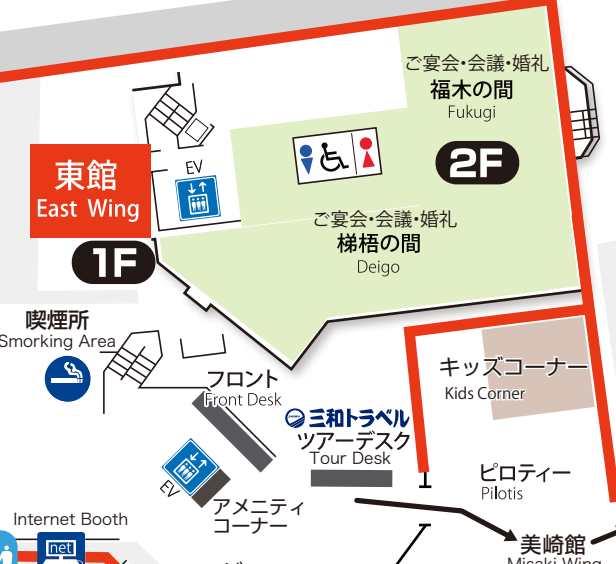 ご宴会・会議・婚礼
福木の間
Fukugi
2F
EV
東館
East Wing
ご宴会・会議・婚礼
梯梧の間
Deigo
1F
喫煙所
Smorking Area
フロント
Front Desk
キッズコーナー
Kids Corner
三和トラベル
ツアーデスク
Tour Desk
EV
アメニティ
コーナー
ピロティー
Pilotis
Internet Booth
net
美崎館
Misaki Wing